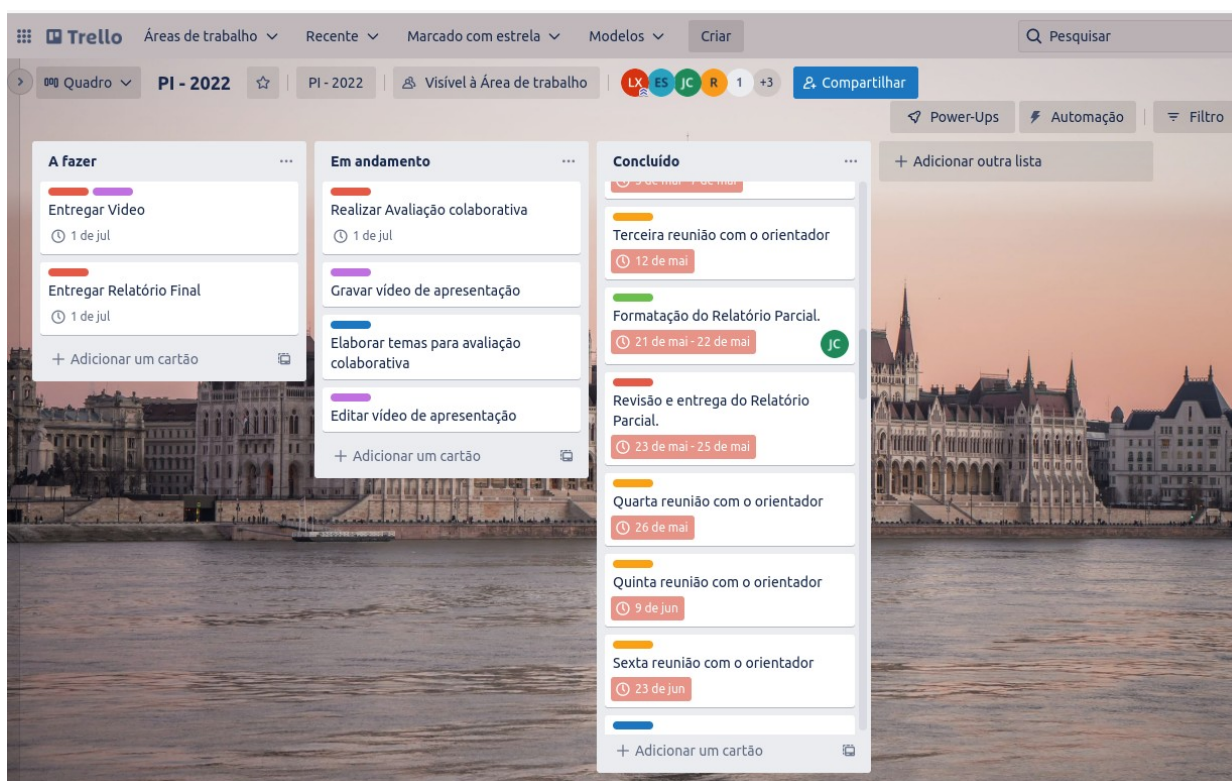 Trello
Áreas de trabalho
Recente
Marcado com estrela
Modelos
Criar
Pesquisar
Quadro
PI - 2022
PI - 2022
Visível à Área de trabalho
LX
ES
JC
R
1
+3
Compartilhar
Power-Ups
Automação
Filtro
A fazer
Entregar Video
1 de jul
Entregar Relatório Final
1 de jul
+ Adicionar um cartão
Em andamento
Realizar Avaliação colaborativa
1 de jul
Gravar vídeo de apresentação
Elaborar temas para avaliação
colaborativa
Editar vídeo de apresentação
+ Adicionar um cartão
Concluído
Terceira reunião com o orientador
12 de mai
Formatação do Relatório Parcial.
21 de mai - 22 de mai
JC
Revisão e entrega do Relatório
Parcial.
23 de mai - 25 de mai
Quarta reunião com o orientador
26 de mai
Quinta reunião com o orientador
9 de jun
Sexta reunião com o orientador
23 de jun
+ Adicionar um cartão
+ Adicionar outra lista